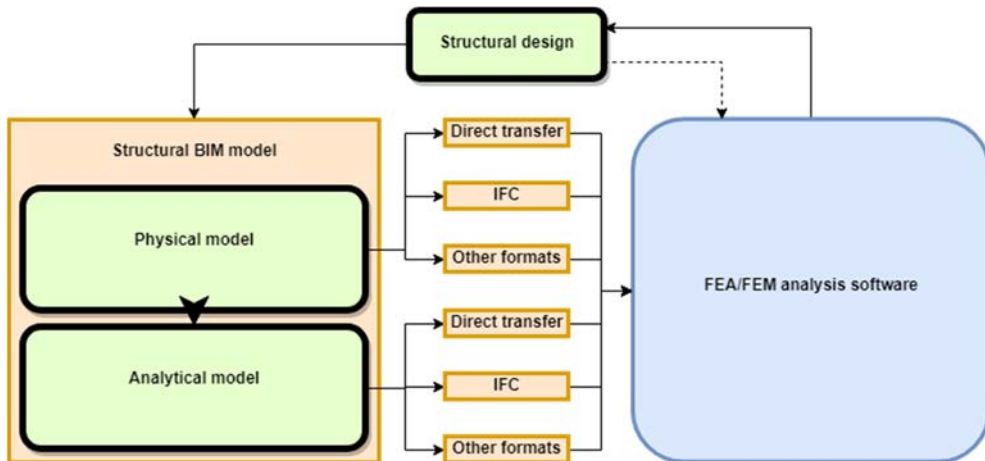 Structural design
Structural BIM model
Physical model
Analytical model
Direct transfer
IFC
Other formats
Direct transfer
IFC
Other formats
FEA/FEM analysis software